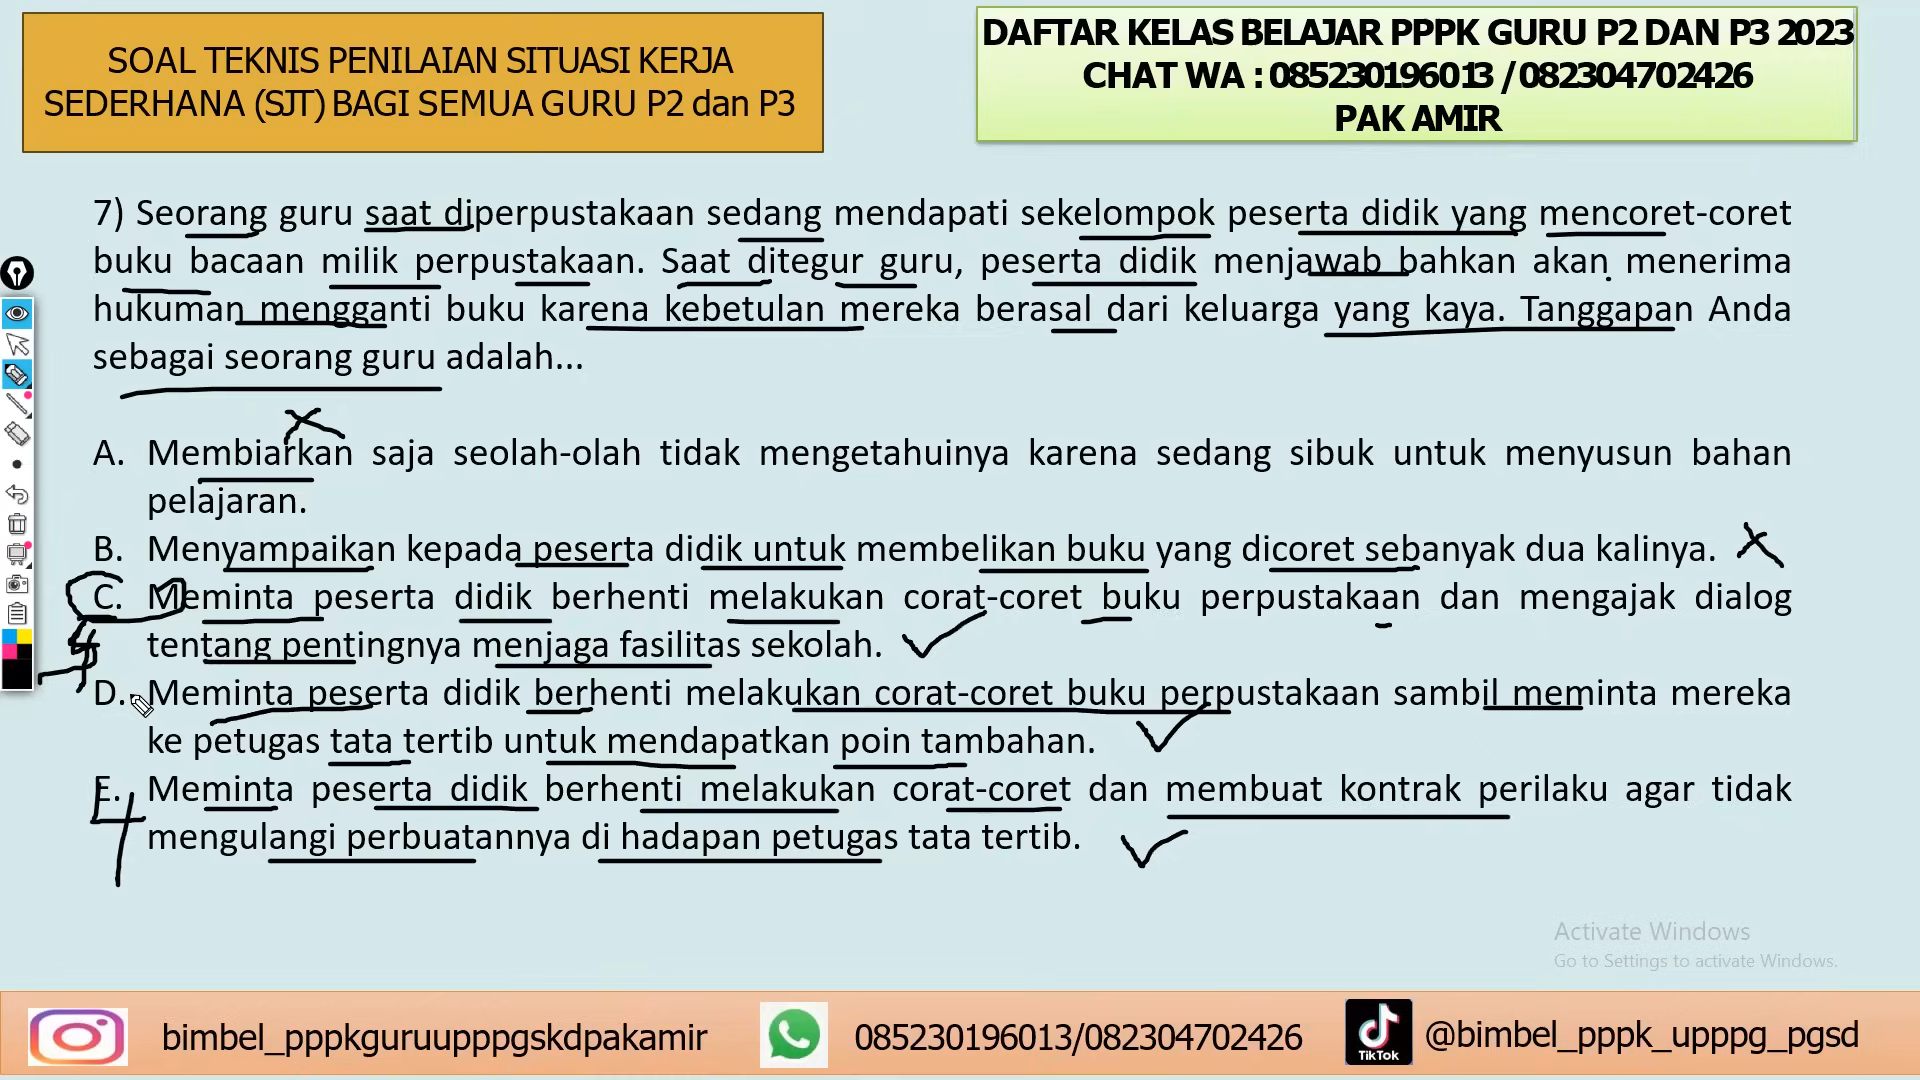 SOAL TEKNIS PENILAIAN SITUASI KERJA
SEDERHANA (SJT) BAGI SEMUA GURU P2 dan P3
DAFTAR KELAS BELAJAR PPPK GURU P2 DAN P3 2023
CHAT WA : 085230196013 / 082304702426
PAK AMIR
7) Seorang guru saat diperpustakaan sedang mendapati sekelompok peserta didik yang mencoret-coret
buku bacaan milik perpustakaan. Saat ditegur guru, peserta didik menjawab bahkan akan menerima
hukuman mengganti buku karena kebetulan mereka berasal dari keluarga yang kaya. Tanggapan Anda
sebagai seorang guru adalah...
A. Membiarkan saja seolah-olah tidak mengetahuinya karena sedang sibuk untuk menyusun bahan
pelajaran.
B. Menyampaikan kepada peserta didik untuk membelikan buku yang dicoret sebanyak dua kalinya.
C. Meminta peserta didik berhenti melakukan corat-coret buku perpustakaan dan mengajak dialog
tentang pentingnya menjaga fasilitas sekolah.
D. Meminta peserta didik berhenti melakukan corat-coret buku perpustakaan sambil meminta mereka
ke petugas tata tertib untuk mendapatkan poin tambahan.
E. Meminta peserta didik berhenti melakukan corat-coret dan membuat kontrak perilaku agar tidak
mengulangi perbuatannya di hadapan petugas tata tertib.
Activate Windows
Go to Settings to activate Windows.
bimbel_pppkguruupppgskdpakamir
085230196013/082304702426
TikTok
@bimbel_pppk_upppg_pgsd